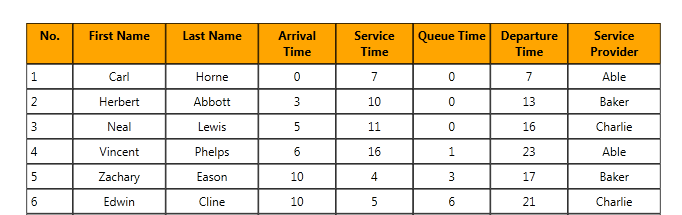 No. First Name Last Name Arrival Time Service Time Queue Time Departure Time Service Provider
1 Carl Horne 0 7 0 7 Able
2 Herbert Abbott 3 10 0 13 Baker
3 Neal Lewis 5 11 0 16 Charlie
4 Vincent Phelps 6 16 1 23 Able
5 Zachary Eason 10 4 3 17 Baker
6 Edwin Cline 10 5 6 21 Charlie